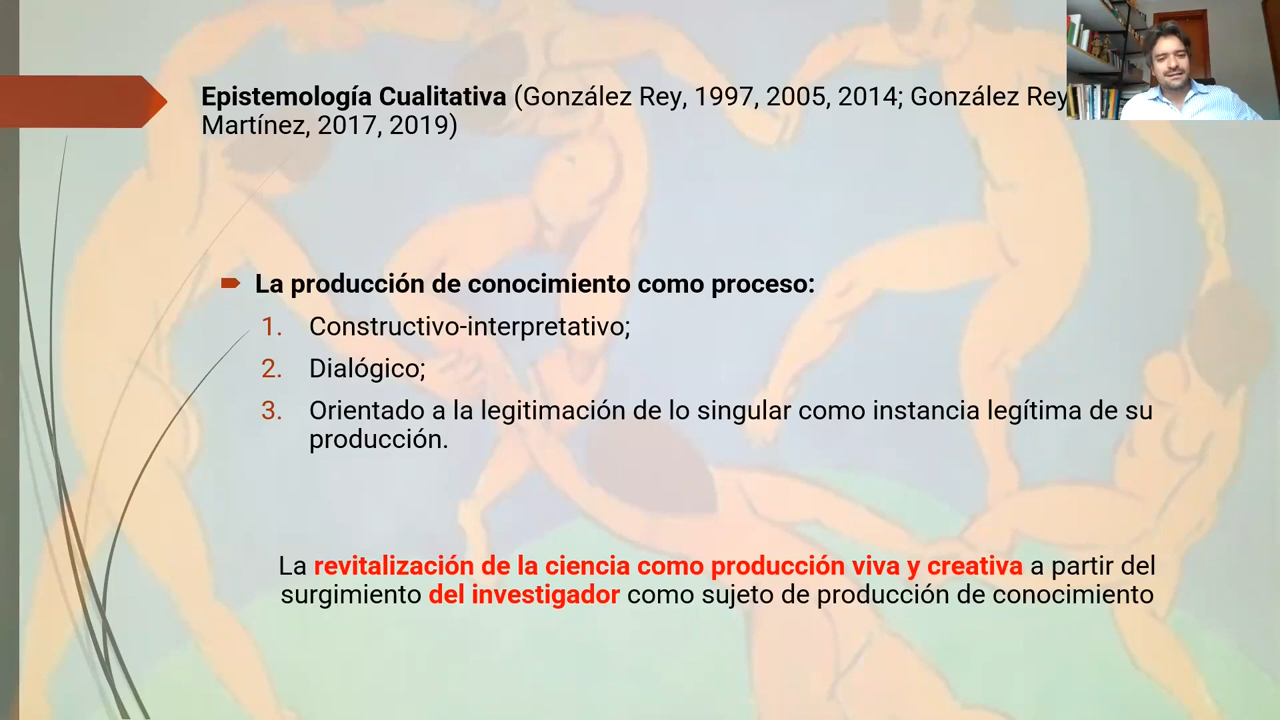 Epistemología Cualitativa (González Rey, 1997, 2005, 2014; González Rey
Martínez, 2017, 2019)
La producción de conocimiento como proceso:
1. Constructivo-interpretativo;
2. Dialógico;
3. Orientado a la legitimación de lo singular como instancia legítima de su
producción.
La revitalización de la ciencia como producción viva y creativa a partir del
surgimiento del investigador como sujeto de producción de conocimiento